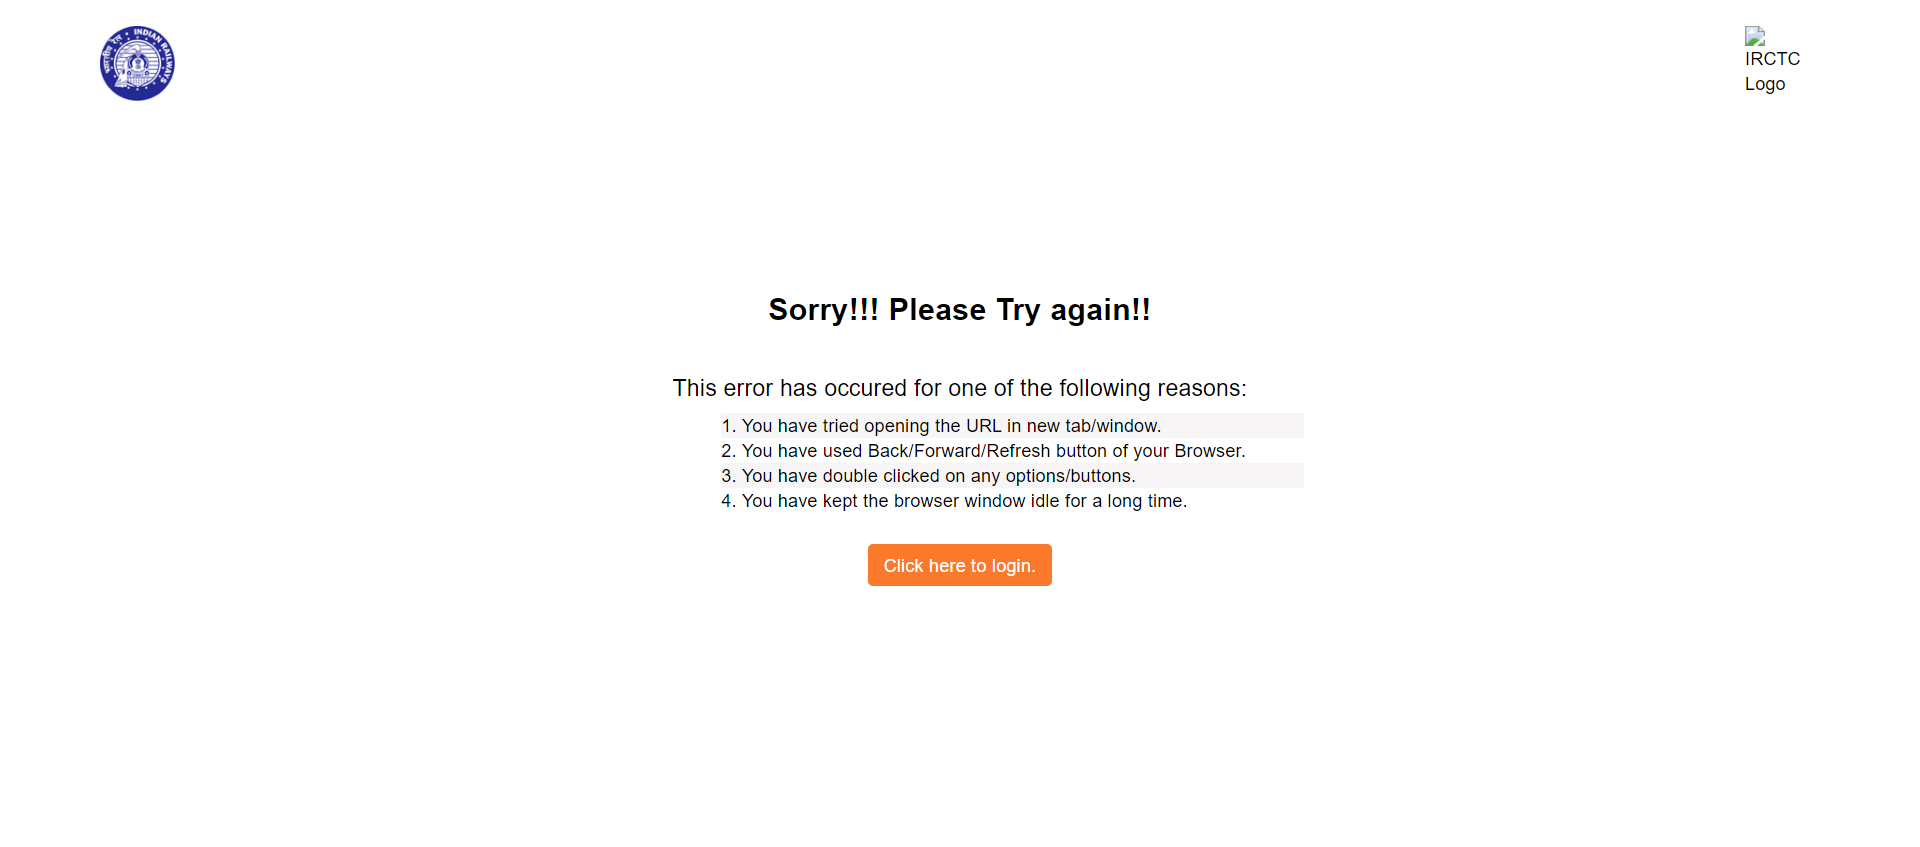 भारतीय रेल
INDIAN RAILWAYS
IRCTC
Logo
Sorry!!! Please Try again!!
This error has occured for one of the following reasons:
1. You have tried opening the URL in new tab/window.
2. You have used Back/Forward/Refresh button of your Browser.
3. You have double clicked on any options/buttons.
4. You have kept the browser window idle for a long time.
Click here to login.